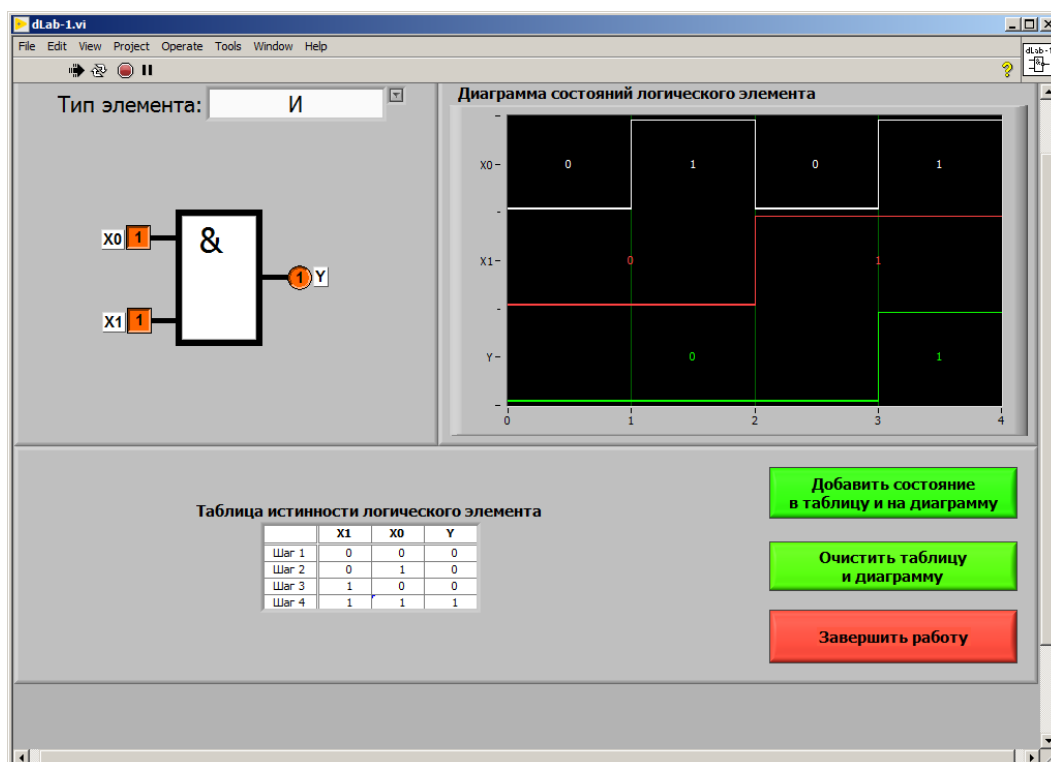 dLab-1.vi
File Edit View Project Operate Tools Window Help
dLab-1
&
Тип элемента: И
X0 1
&
1 Y
X1 1
Диаграмма состояний логического элемента
X0 0 1 0 1
X1 0 1
Y 0 1
0 1 2 3 4
Таблица истинности логического элемента
X1 X0 Y
Шаг 1 0 0 0
Шаг 2 0 1 0
Шаг 3 1 0 0
Шаг 4 1 1 1
Добавить состояние
в таблицу и на диаграмму
Очистить таблицу
и диаграмму
Завершить работу